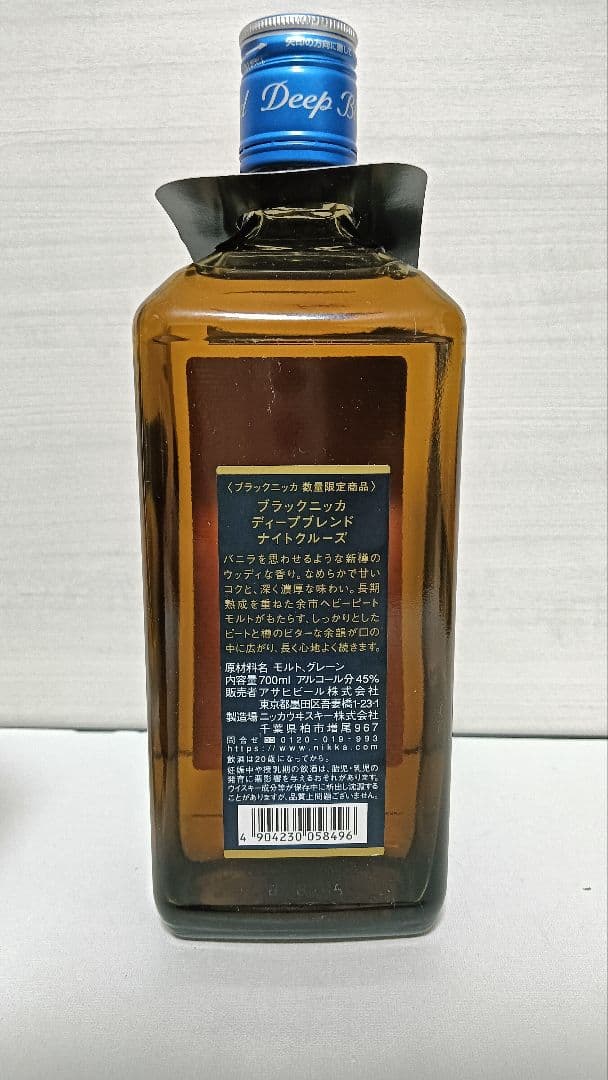 矢印の方向に廻して
Deep B
〈ブラックニッカ 数量限定商品〉
ブラックニッカ
ディープブレンド
ナイトクルーズ
バニラを思わせるような新樽の
ウッディな香り。なめらかで甘い
コクと、深く濃厚な味わい。長期
熟成を重ねた余市ヘビーピート
モルトがもたらす、しっかりとした
ピートと樽のビターな余韻が口の
中に広がり、長く心地よく続きます。
原材料名 モルト、グレーン
内容量700ml アルコール分45%
販売者 アサヒビール株式会社
東京都墨田区吾妻橋1-23-1
製造場 ニッカウヰスキー株式会社
千葉県柏市増尾967
問合せ 0120-019-993
https://www.nikka.com
飲酒は20歳になってから。
妊娠中や授乳期の飲酒は、胎児・乳児の
発育に悪影響を与えるおそれがあります。
ウイスキー成分等が保存中に析出し沈澱する
ことがありますが、品質上問題ございません。
4 904230 058496